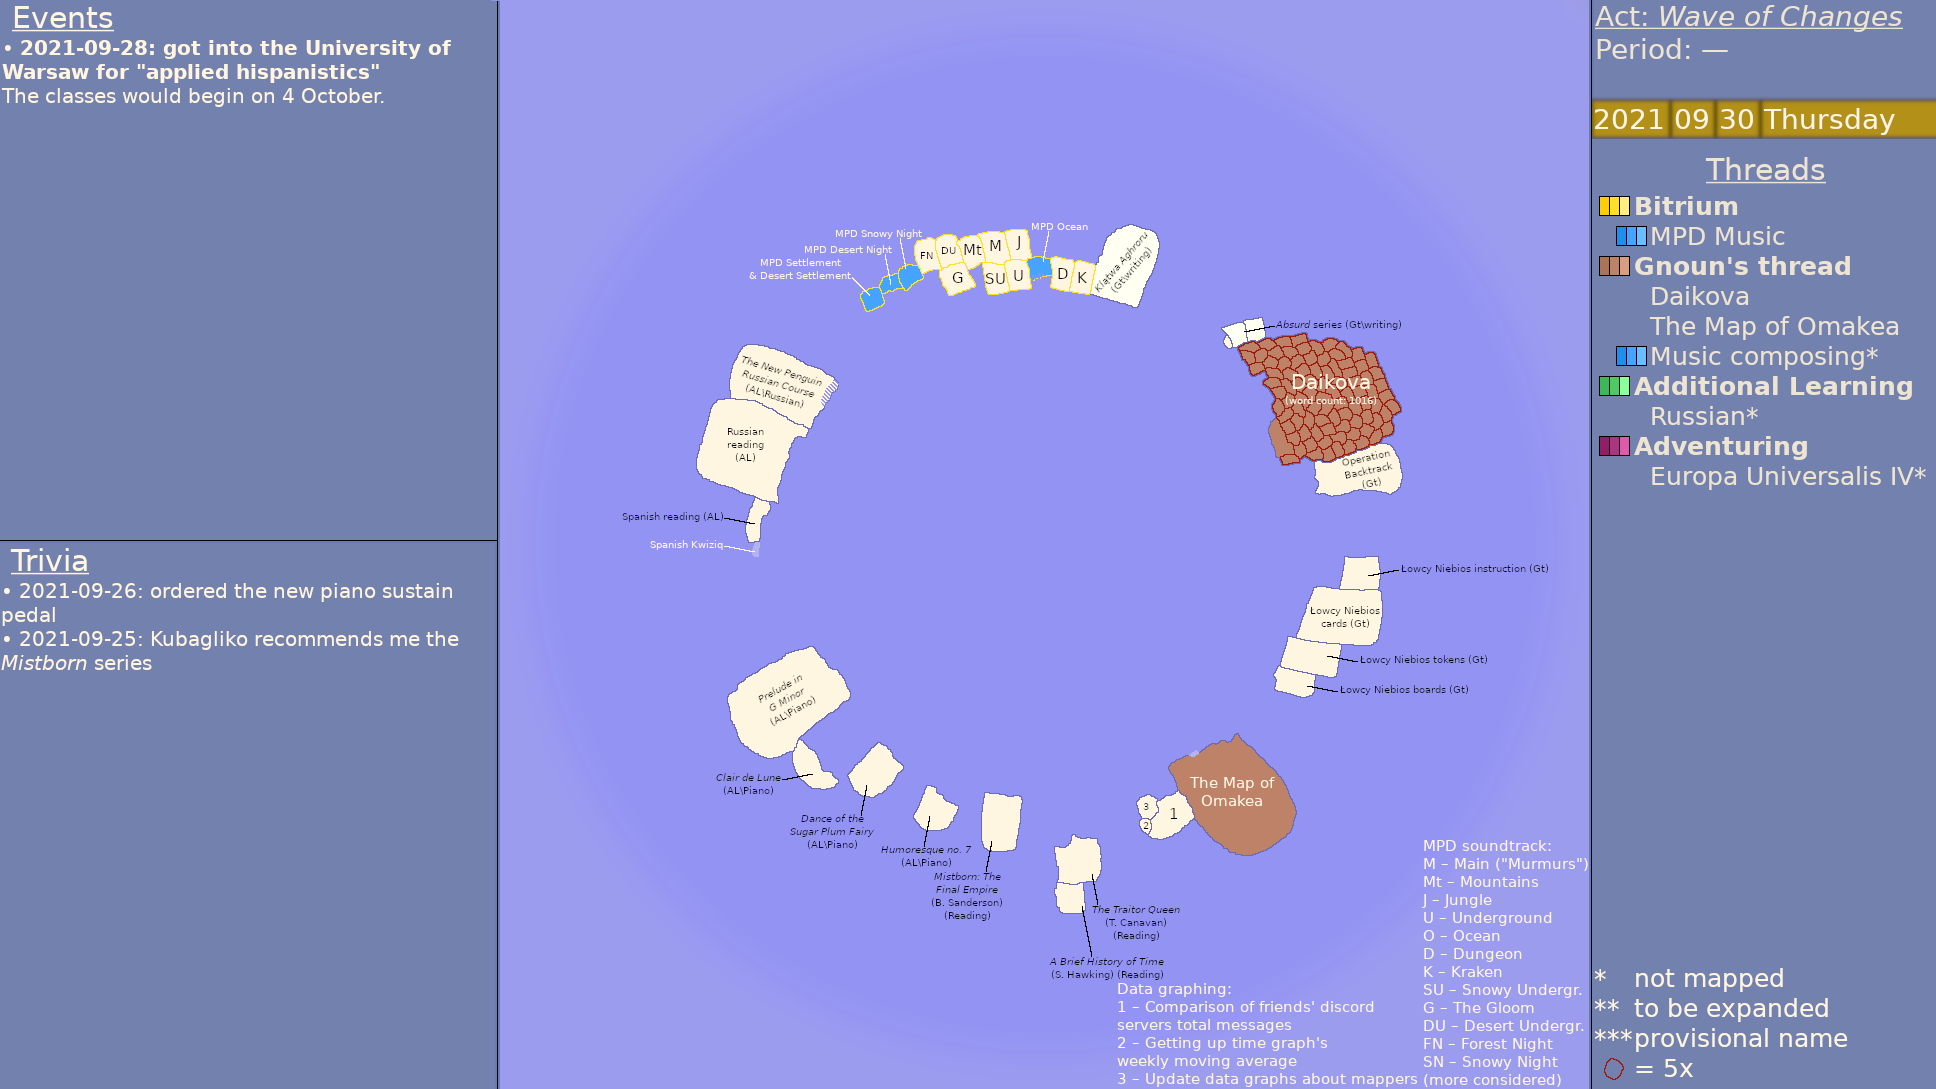 Events
• 2021-09-28: got into the University of
Warsaw for "applied hispanistics"
The classes would begin on 4 October.
Trivia
• 2021-09-26: ordered the new piano sustain
pedal
• 2021-09-25: Kubagliko recommends me the
Mistborn series
MPD Snowy Night
MPD Desert Night
MPD Settlement
& Desert Settlement
MPD Ocean
FN
DU
Mt
M
J
G
SU
U
D
K
Klątwa Aghroru
(Gt\writing)
Absurd series (Gt\writing)
Daikova
(word count: 1016)
Operation
Backtrack
(Gt)
The New Penguin
Russian Course
(AL\Russian)
Russian
reading
(AL)
Spanish reading (AL)
Spanish Kwiziq
Łowcy Niebios instruction (Gt)
Łowcy Niebios
cards (Gt)
Łowcy Niebios tokens (Gt)
Łowcy Niebios boards (Gt)
Prelude in
G Minor
(AL\Piano)
Clair de Lune
(AL\Piano)
Dance of the
Sugar Plum Fairy
(AL\Piano)
Humoresque no. 7
(AL\Piano)
Mistborn: The
Final Empire
(B. Sanderson)
(Reading)
The Traitor Queen
(T. Canavan)
(Reading)
A Brief History of Time
(S. Hawking) (Reading)
The Map of
Omakea
1
2
3
Data graphing:
1 – Comparison of friends' discord
servers total messages
2 – Getting up time graph's
weekly moving average
3 – Update data graphs about mappers
MPD soundtrack:
M – Main ("Murmurs")
Mt – Mountains
J – Jungle
U – Underground
O – Ocean
D – Dungeon
K – Kraken
SU – Snowy Undergr.
G – The Gloom
DU – Desert Undergr.
FN – Forest Night
SN – Snowy Night
(more considered)
Act: Wave of Changes
Period: —
2021 09 30 Thursday
Threads
Bitrium
MPD Music
Gnoun's thread
Daikova
The Map of Omakea
Music composing*
Additional Learning
Russian*
Adventuring
Europa Universalis IV*
* not mapped
** to be expanded
*** provisional name
= 5x